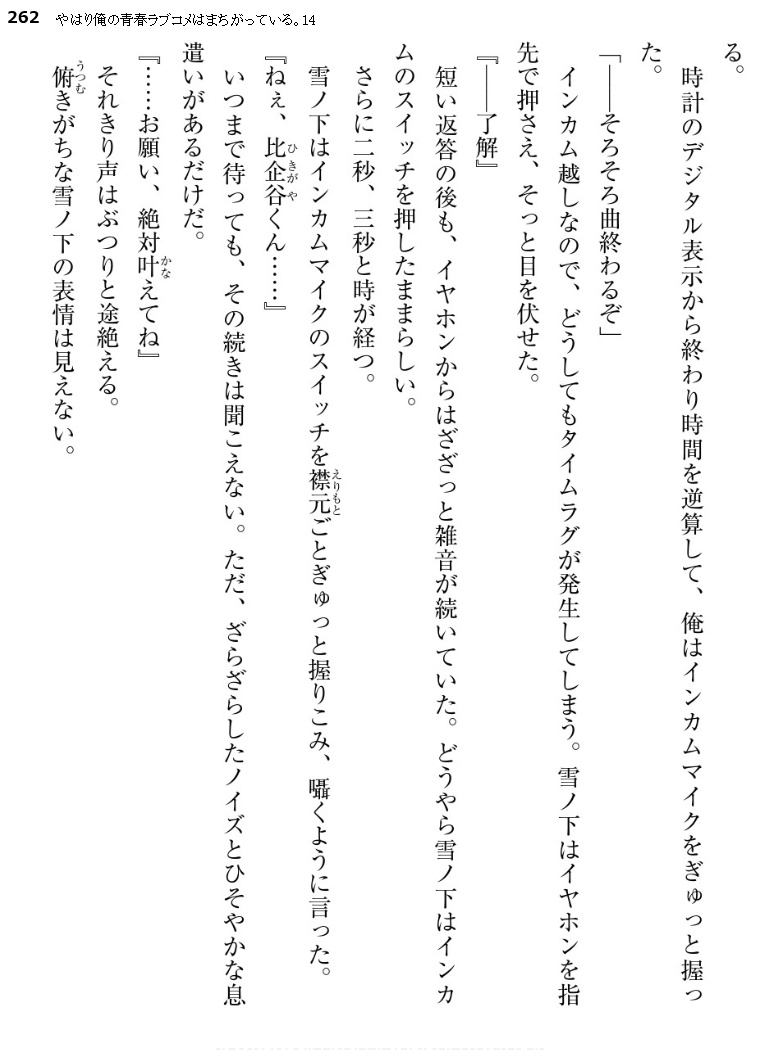 262 やはり俺の青春ラブコメはまちがっている。14
る。
時計のデジタル表示から終わり時間を逆算して、俺はインカムマイクをぎゅっと握っ
た。
「――そろそろ曲終わるぞ」
インカム越しなので、どうしてもタイムラグが発生してしまう。雪ノ下はイヤホンを指
先で押さえ、そっと目を伏せた。
『――了解』
短い返答の後も、イヤホンからはざざっと雑音が続いていた。どうやら雪ノ下はインカ
ムのスイッチを押したままらしい。
さらに二秒、三秒と時が経つ。
雪ノ下はインカムマイクのスイッチを襟元ごとぎゅっと握りこみ、囁くように言った。
『ねぇ、比企谷くん……』
いつまで待っても、その続きは聞こえない。ただ、ざらざらしたノイズとひそやかな息
遣いがあるだけだ。
『……お願い、絶対叶えてね』
それきり声はぶつりと途絶える。
俯きがちな雪ノ下の表情は見えない。